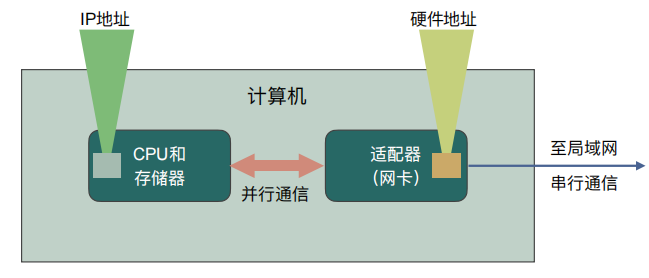 IP地址
硬件地址
计算机
CPU和
存储器
适配器
（网卡）
并行通信
至局域网
串行通信